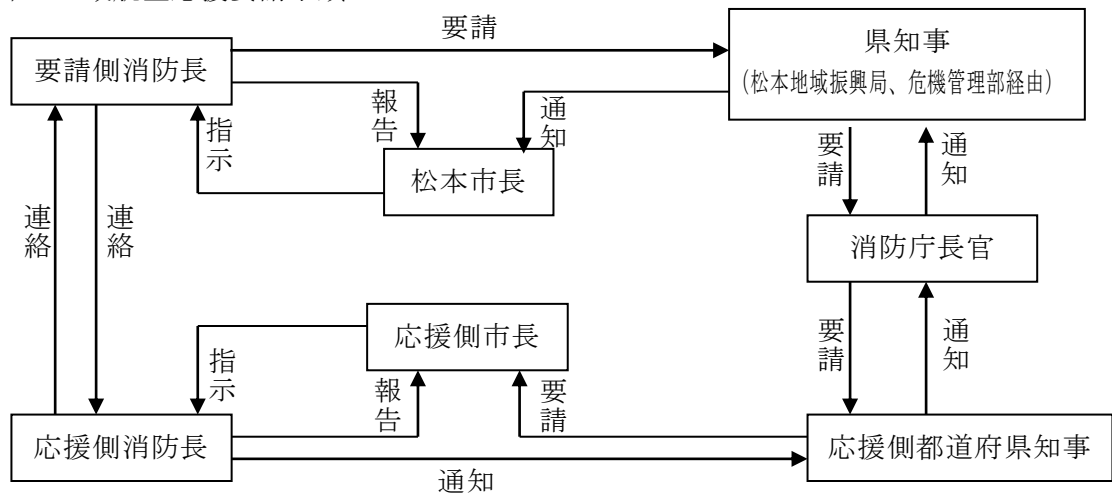 要請
県知事
(松本地域振興局、危機管理部経由)
要請側消防長
報告
通知
指示
松本市長
要請
通知
連絡
連絡
消防庁長官
応援側市長
要請
通知
指示
報告
要請
応援側消防長
応援側都道府県知事
通知